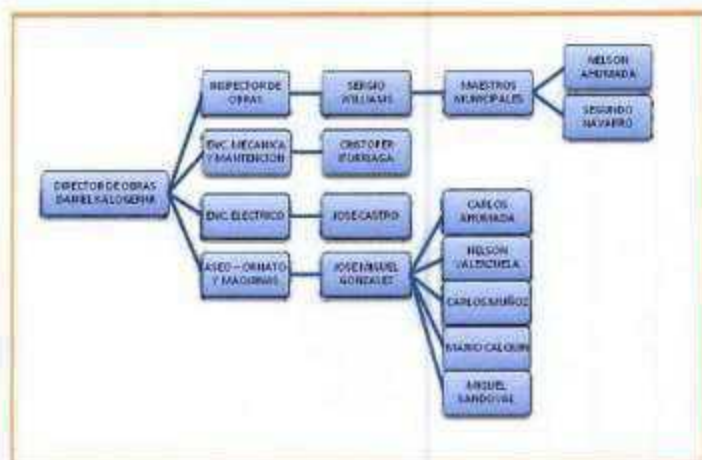 INSPECTOR DE
OBRAS
SERGIO
WILLIAMS
MAESTROS
MUNICIPALES
NELSON
AHUMADA
SEGUNDO
NAVARRO
ENC. MECANICA
Y MANTENCION
CRISTOFER
DIRECTOR DE OBRAS
DANIEL
ENC. ELECTRICO
JOSE CASTRO
ASEO – ORNATO
Y MAQUINAS
JOSE MIGUEL
GONZALEZ
CARLOS
AHUMADA
NELSON
VALENZUELA
CARLOS MUÑOZ
MARIO CALQUIN
MIGUEL
SANDOVAL